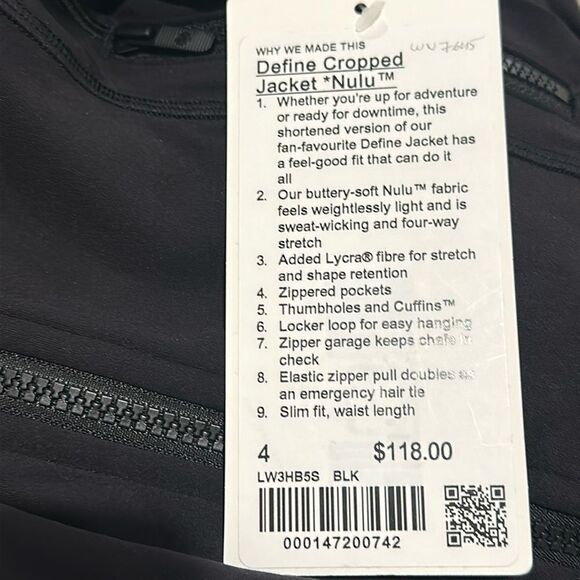 WHY WE MADE THIS
Define Cropped
Jacket *Nulu™
1. Whether you're up for adventure
or ready for downtime, this
shortened version of our
fan-favourite Define Jacket has
a feel-good fit that can do it
all
2. Our buttery-soft Nulu™ fabric
feels weightlessly light and is
sweat-wicking and four-way
stretch
3. Added Lycra® fibre for stretch
and shape retention
4. Zippered pockets
5. Thumbholes and Cuffins™
6. Locker loop for easy hanging
7. Zipper garage keeps chafe in
check
8. Elastic zipper pull doubles as
an emergency hair tie
9. Slim fit, waist length
4 $118.00
LW3HB5S BLK
000147200742